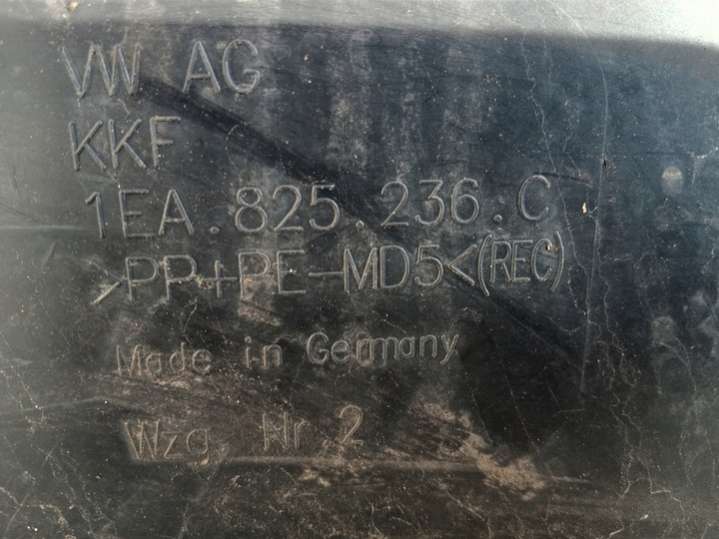 VW AG
KKF
1EA.825.236.C
>PP+PE-MD5<(REC)
Made in Germany
Wzg. Nr.2